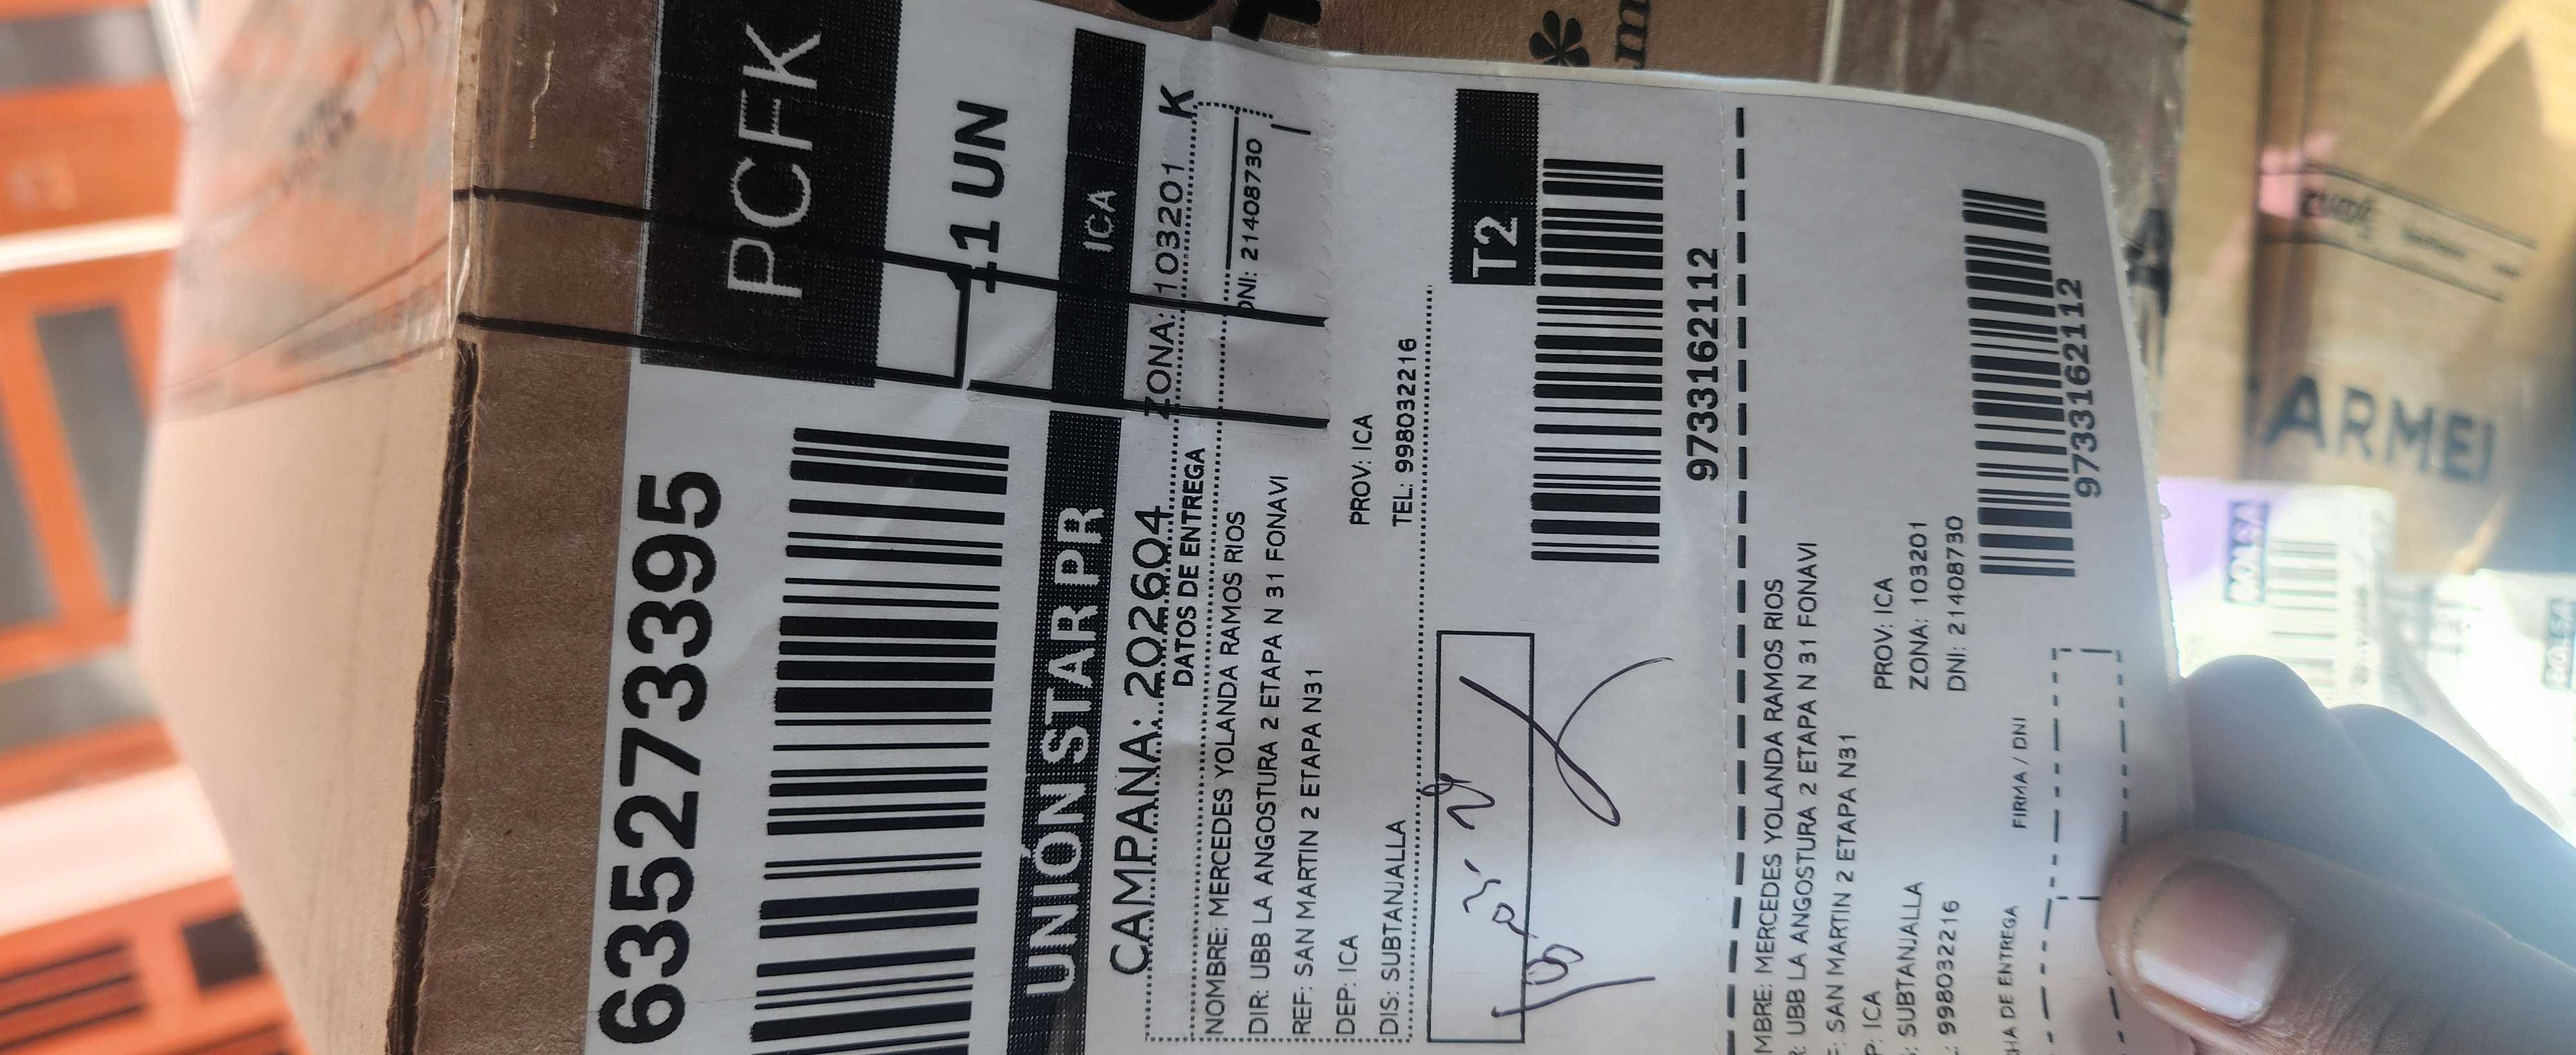 PCFK
6352733395
11 UN
UNIÓN STAR PR ICA
CAMPAÑA: 202604 ZONA: 103201 K
DATOS DE ENTREGA
NOMBRE: MERCEDES YOLANDA RAMOS RIOS
DNI: 21408730
DIR: UBB LA ANGOSTURA 2 ETAPA N 31 FONAVI
REF: SAN MARTIN 2 ETAPA N31
DEP: ICA PROV: ICA
DIS: SUBTANJALLA TEL: 998032216
T2
9733162112
MBRE: MERCEDES YOLANDA RAMOS RIOS
R: UBB LA ANGOSTURA 2 ETAPA N 31 FONAVI
F: SAN MARTIN 2 ETAPA N31
P: ICA PROV: ICA
: SUBTANJALLA ZONA: 103201
.: 998032216 DNI: 21408730
HA DE ENTREGA FIRMA / DNI
9733162112
ARMEI